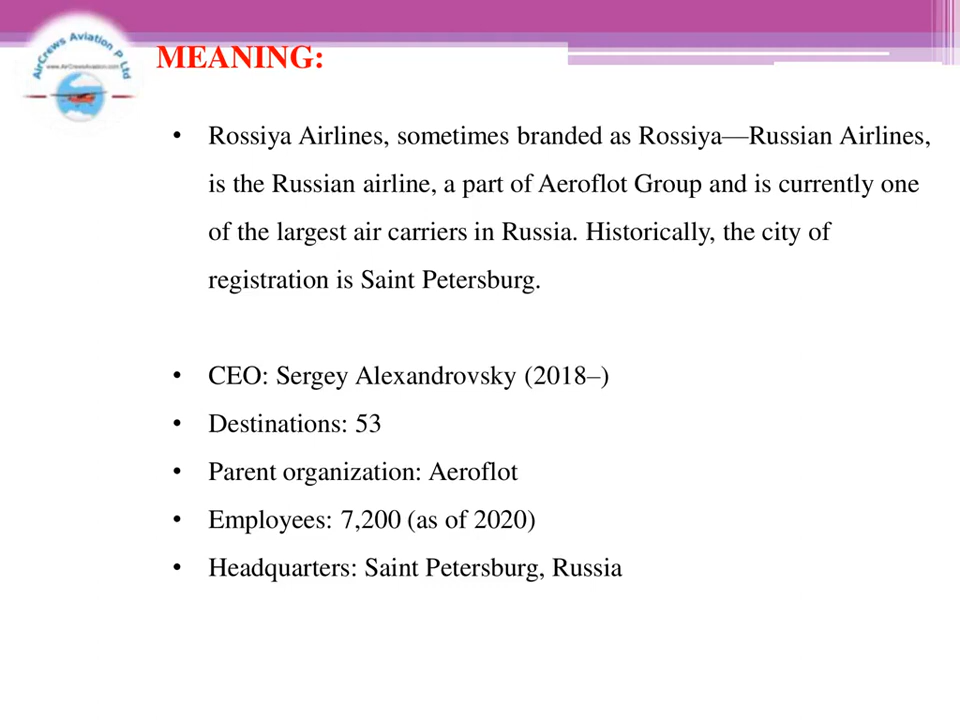 AirCrews Aviation P Ltd
www.AirCrewsAviation.com
MEANING:
• Rossiya Airlines, sometimes branded as Rossiya—Russian Airlines,
is the Russian airline, a part of Aeroflot Group and is currently one
of the largest air carriers in Russia. Historically, the city of
registration is Saint Petersburg.
• CEO: Sergey Alexandrovsky (2018–)
• Destinations: 53
• Parent organization: Aeroflot
• Employees: 7,200 (as of 2020)
• Headquarters: Saint Petersburg, Russia